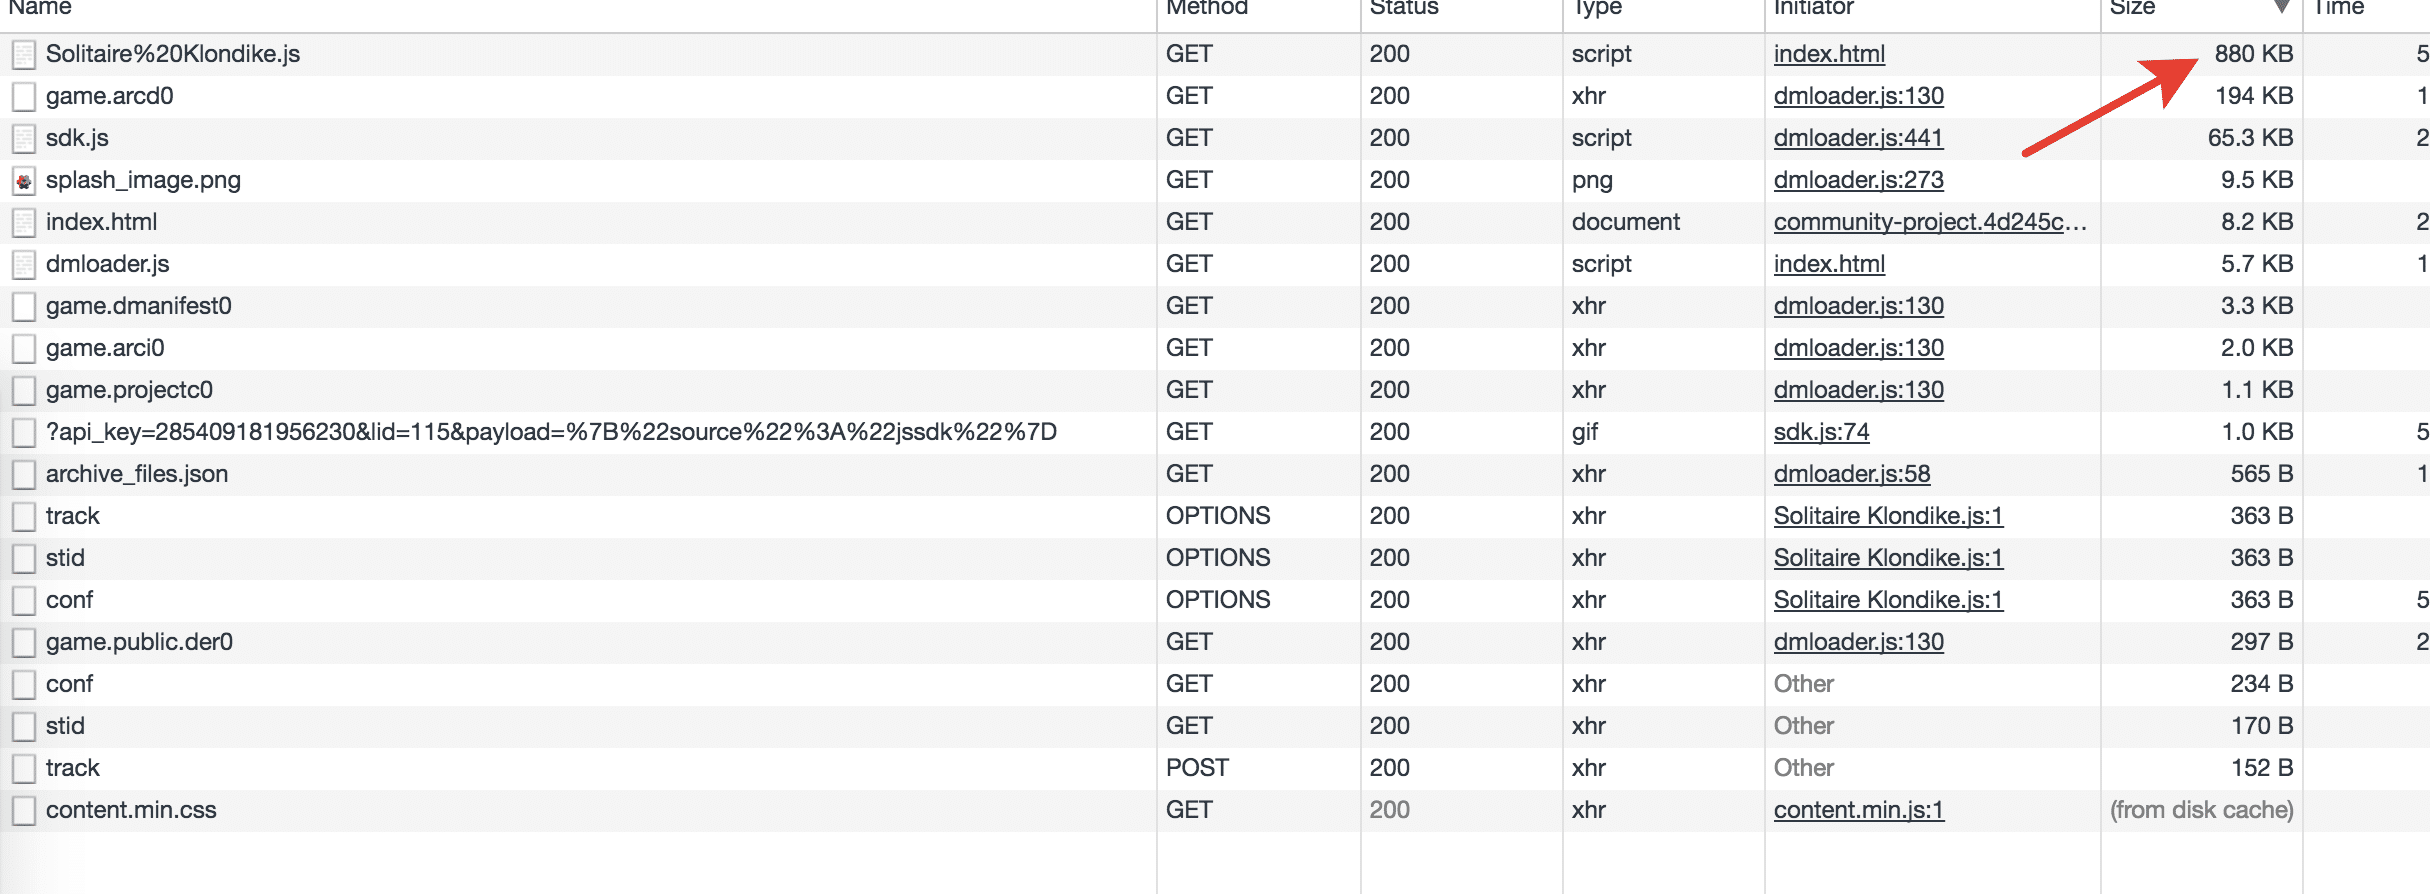 Name Method Status Type Initiator Size Time
Solitaire%20Klondike.js GET 200 script index.html 880 KB 5
game.arcd0 GET 200 xhr dmloader.js:130 194 KB 1
sdk.js GET 200 script dmloader.js:441 65.3 KB 2
splash_image.png GET 200 png dmloader.js:273 9.5 KB
index.html GET 200 document community-project.4d245c... 8.2 KB 2
dmloader.js GET 200 script index.html 5.7 KB 1
game.dmanifest0 GET 200 xhr dmloader.js:130 3.3 KB
game.arci0 GET 200 xhr dmloader.js:130 2.0 KB
game.projectc0 GET 200 xhr dmloader.js:130 1.1 KB
?api_key=285409181956230&lid=115&payload=%7B%22source%22%3A%22jssdk%22%7D GET 200 gif sdk.js:74 1.0 KB 5
archive_files.json GET 200 xhr dmloader.js:58 565 B 1
track OPTIONS 200 xhr Solitaire Klondike.js:1 363 B
stid OPTIONS 200 xhr Solitaire Klondike.js:1 363 B
conf OPTIONS 200 xhr Solitaire Klondike.js:1 363 B 5
game.public.der0 GET 200 xhr dmloader.js:130 297 B 2
conf GET 200 xhr Other 234 B
stid GET 200 xhr Other 170 B
track POST 200 xhr Other 152 B
content.min.css GET 200 xhr content.min.js:1 (from disk cache)